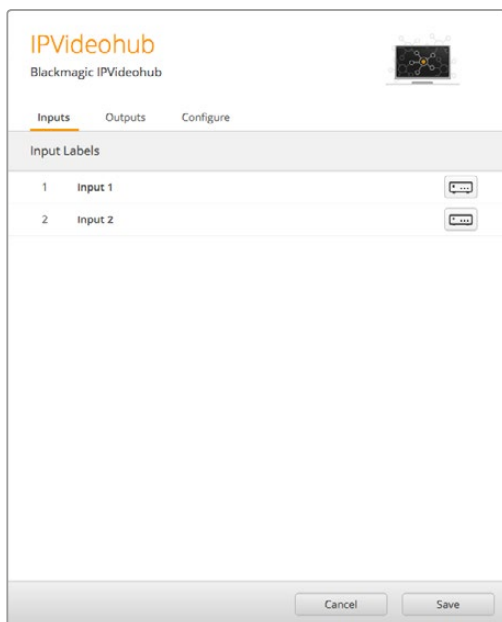 IPVideohub
Blackmagic IPVideohub
Inputs Outputs Configure
Input Labels
1 Input 1
2 Input 2
Cancel Save